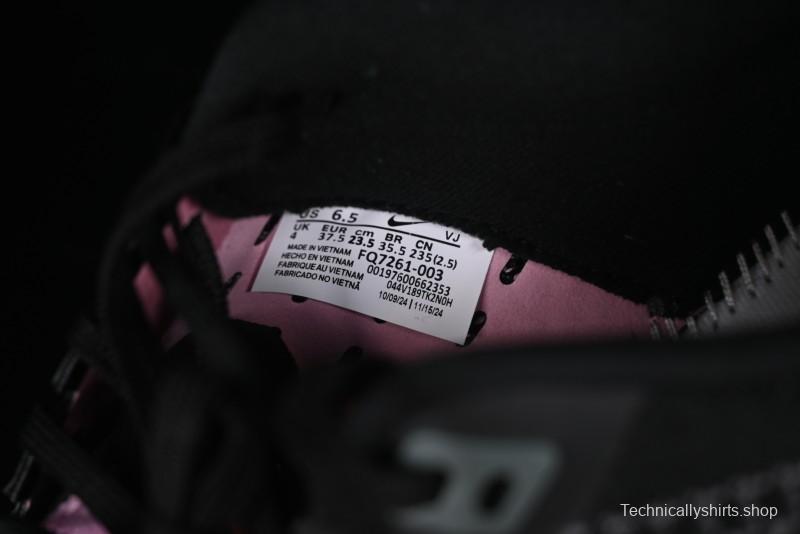 US 6.5
UK EUR cm BR CN VJ
4 37.5 23.5 35.5 235(2.5)
MADE IN VIETNAM
HECHO EN VIETNAM
FABRIQUE AU VIETNAM
FABRICADO NO VIETNÃ
FQ7261-003
00197600662353
044V189TKZN0H
10/09/24 | 11/15/24
Technicallyshirts.shop